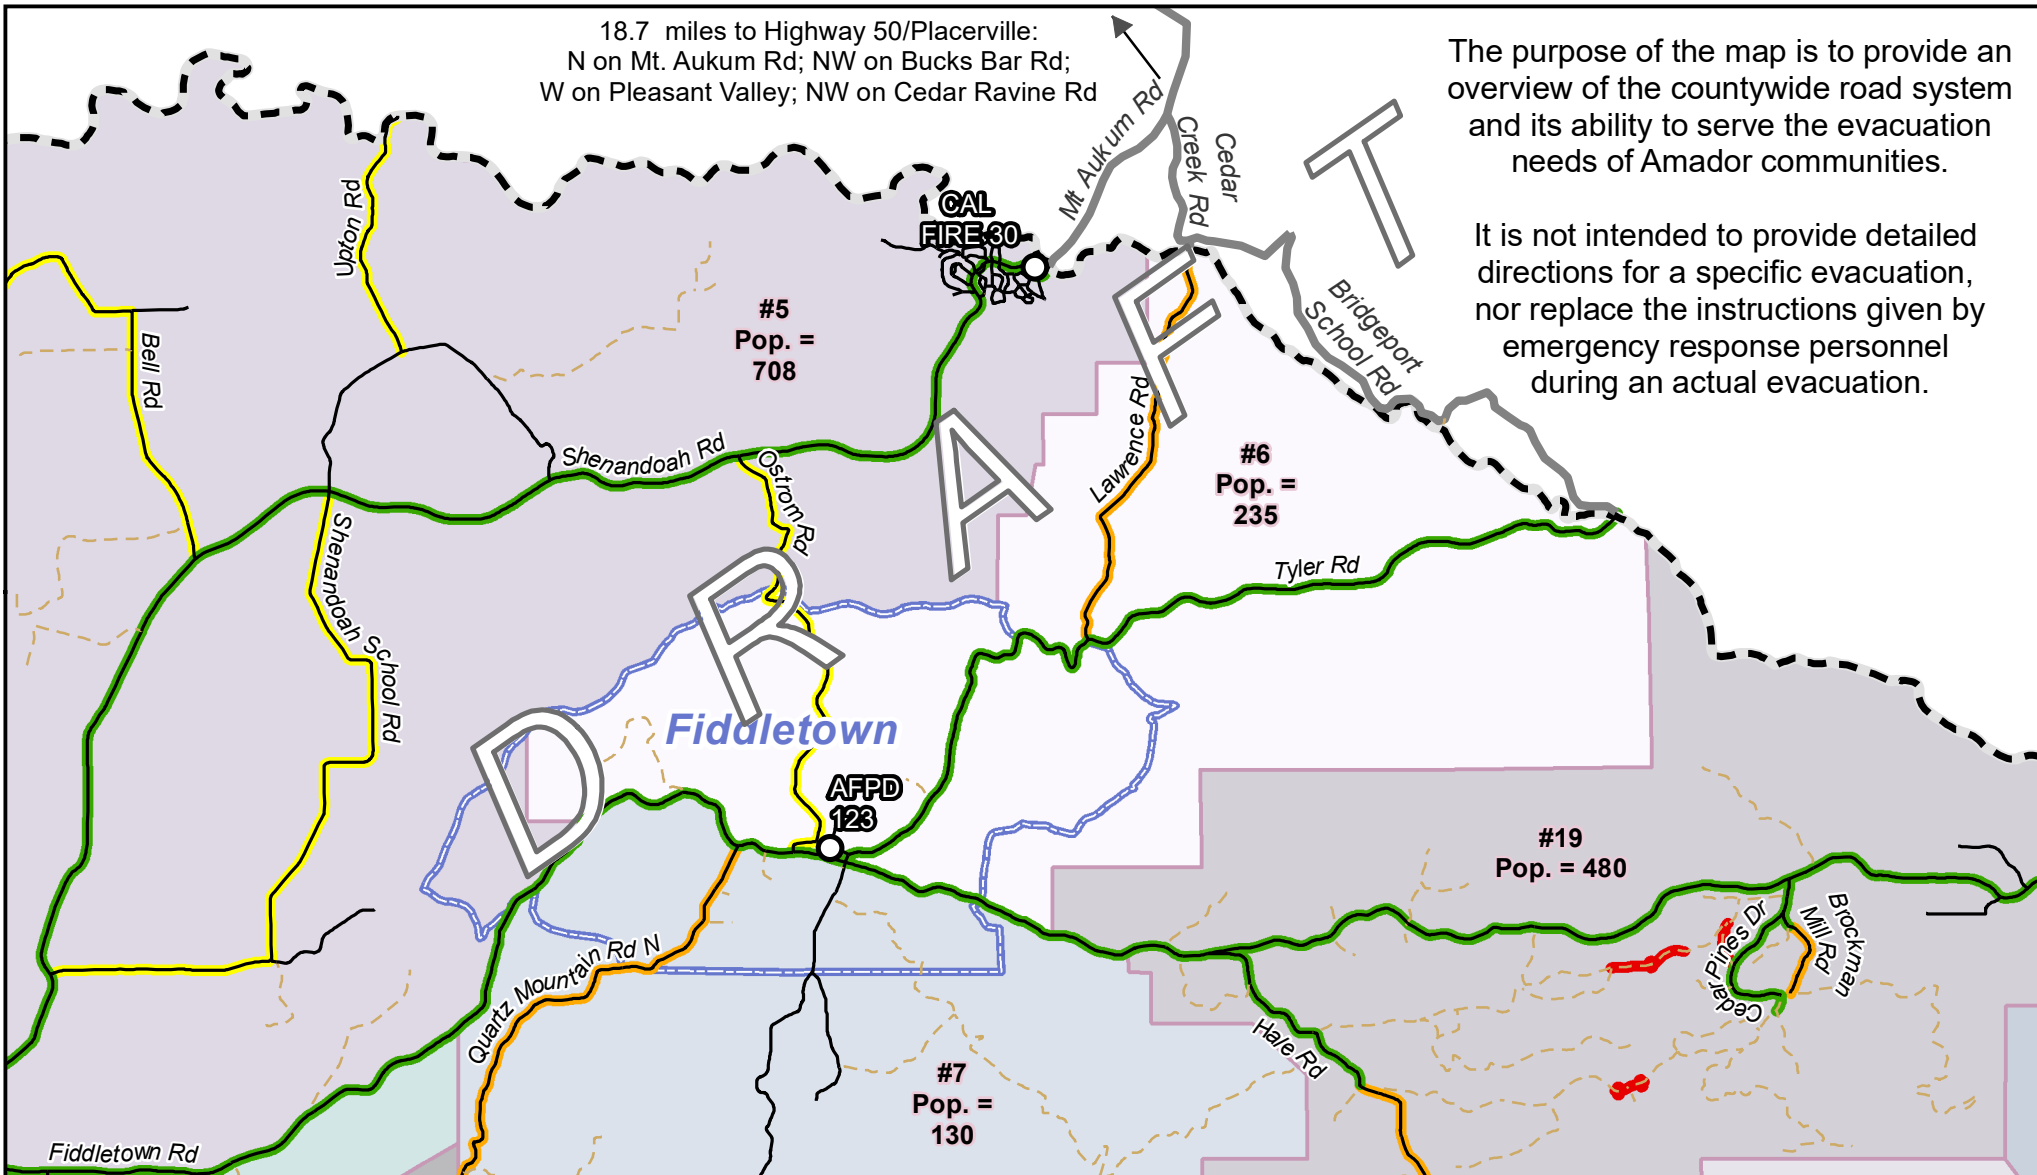 18.7 miles to Highway 50/Placerville:
N on Mt. Aukum Rd; NW on Bucks Bar Rd;
W on Pleasant Valley; NW on Cedar Ravine Rd
The purpose of the map is to provide an
overview of the countywide road system
and its ability to serve the evacuation
needs of Amador communities.
It is not intended to provide detailed
directions for a specific evacuation,
nor replace the instructions given by
emergency response personnel
during an actual evacuation.
DRAFT
Mt Aukum Rd
Cedar
Creek Rd
Bridgeport
School Rd
CAL
FIRE 30
Upton Rd
Bell Rd
#5
Pop. =
708
Shenandoah Rd
Ostrom Rd
Lawrence Rd
#6
Pop. =
235
Tyler Rd
Shenandoah School Rd
Fiddletown
AFPD
123
#19
Pop. = 480
Quartz Mountain Rd N
Cedar Pines Dr
Brockman
Mill Rd
Hale Rd
#7
Pop. =
130
Fiddletown Rd